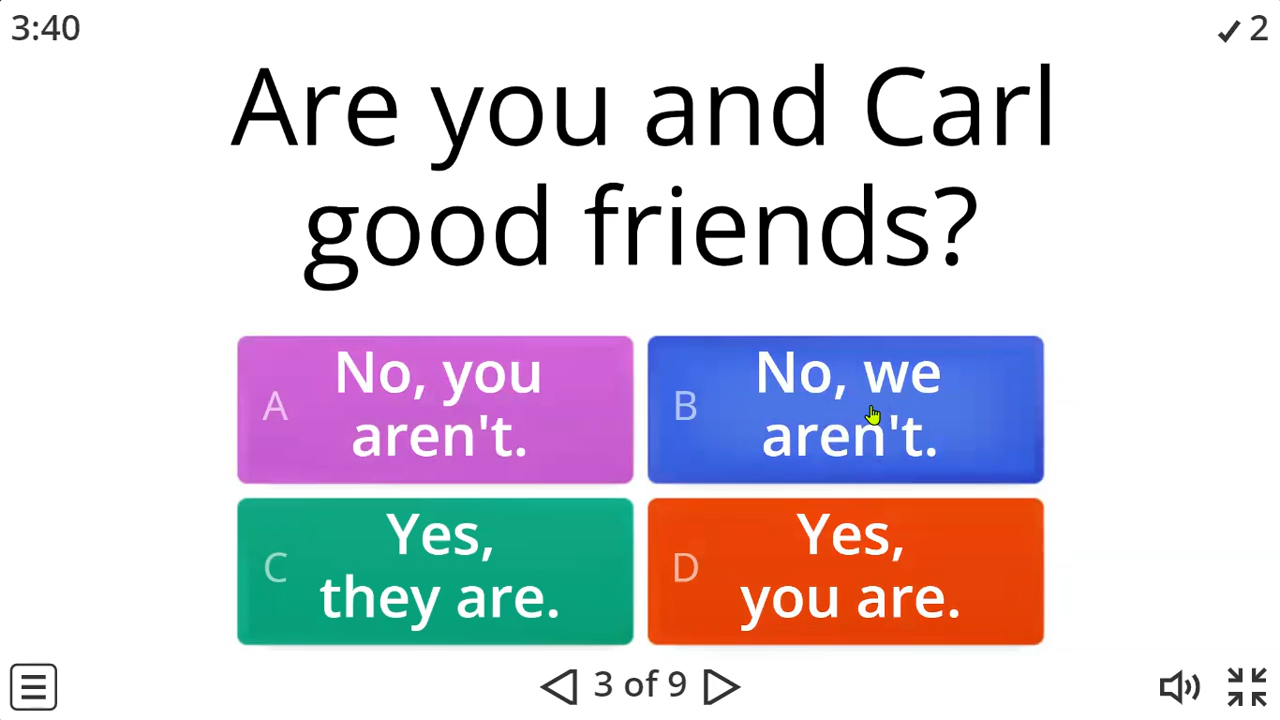 3:40
✓ 2
Are you and Carl
good friends?
A
No, you
aren't.
B
No, we
aren't.
C
Yes,
they are.
D
Yes,
you are.
3 of 9